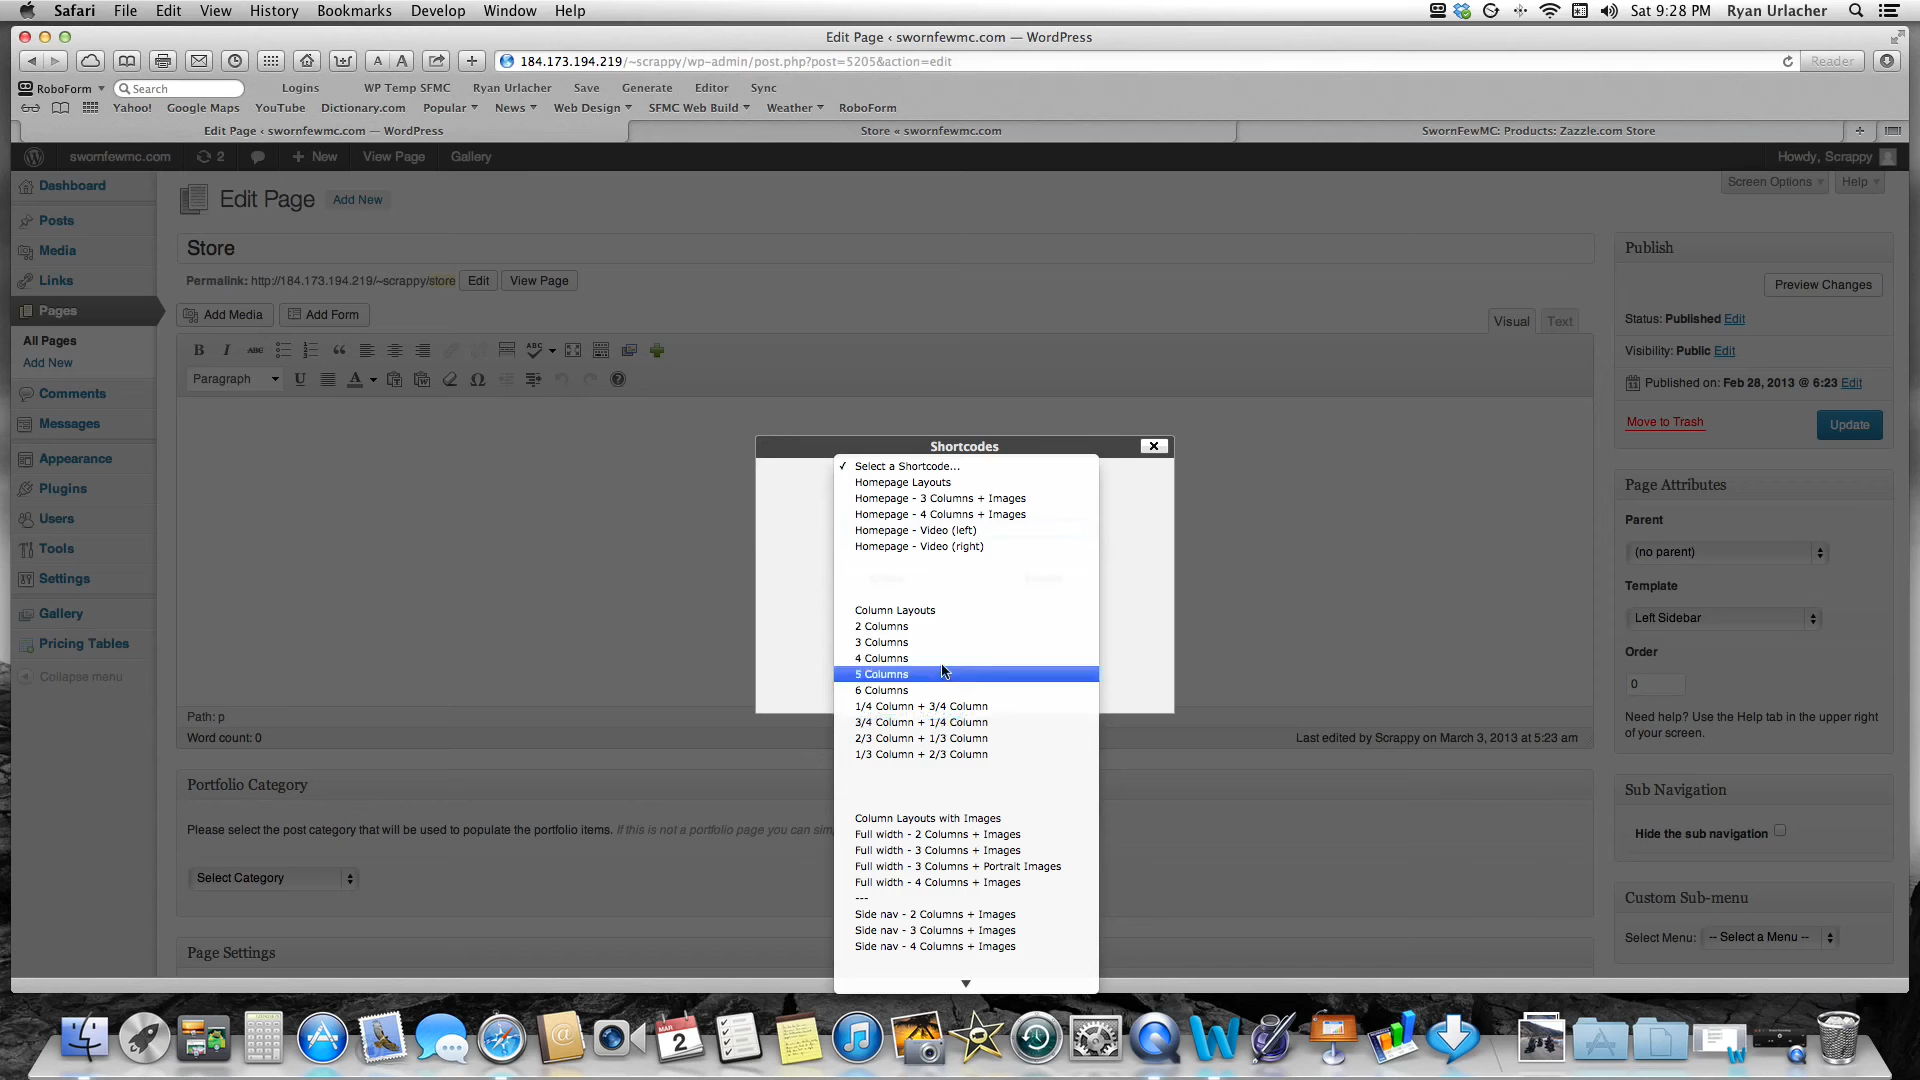 Safari File Edit View History Bookmarks Develop Window Help Sat 9:28 PM Ryan Urlacher
Edit Page ‹ swornfewmc.com — WordPress
184.173.194.219/~scrappy/wp-admin/post.php?post=5205&action=edit Reader
RoboForm Search Logins WP Temp SFMC Ryan Urlacher Save Generate Editor Sync
Yahoo! Google Maps YouTube Dictionary.com Popular News Web Design SFMC Web Build Weather RoboForm
Edit Page ‹ swornfewmc.com — WordPress Store « swornfewmc.com SwornFewMC: Products: Zazzle.com Store
swornfewmc.com 2 + New View Page Gallery Howdy, Scrappy
Dashboard
Posts
Media
Links
Pages
All Pages
Add New
Comments
Messages
Appearance
Plugins
Users
Tools
Settings
Gallery
Pricing Tables
Collapse menu
Screen Options Help
Edit Page Add New
Store
Permalink: http://184.173.194.219/~scrappy/store Edit View Page
Add Media Add Form
Visual Text
B I ABC ABC
Paragraph U A
Path: p
Word count: 0 Last edited by Scrappy on March 3, 2013 at 5:23 am
Portfolio Category
Please select the post category that will be used to populate the portfolio items. If this is not a portfolio page you can
Select Category
Page Settings
Shortcodes
✓ Select a Shortcode...
Homepage Layouts
Homepage - 3 Columns + Images
Homepage - 4 Columns + Images
Homepage - Video (left)
Homepage - Video (right)
Column Layouts
2 Columns
3 Columns
4 Columns
5 Columns
6 Columns
1/4 Column + 3/4 Column
3/4 Column + 1/4 Column
2/3 Column + 1/3 Column
1/3 Column + 2/3 Column
Column Layouts with Images
Full width - 2 Columns + Images
Full width - 3 Columns + Images
Full width - 3 Columns + Portrait Images
Full width - 4 Columns + Images
---
Side nav - 2 Columns + Images
Side nav - 3 Columns + Images
Side nav - 4 Columns + Images
Publish
Preview Changes
Status: Published Edit
Visibility: Public Edit
Published on: Feb 28, 2013 @ 6:23 Edit
Move to Trash Update
Page Attributes
Parent
(no parent)
Template
Left Sidebar
Order
0
Need help? Use the Help tab in the upper right
of your screen.
Sub Navigation
Hide the sub navigation
Custom Sub-menu
Select Menu: -- Select a Menu --
MAR
2